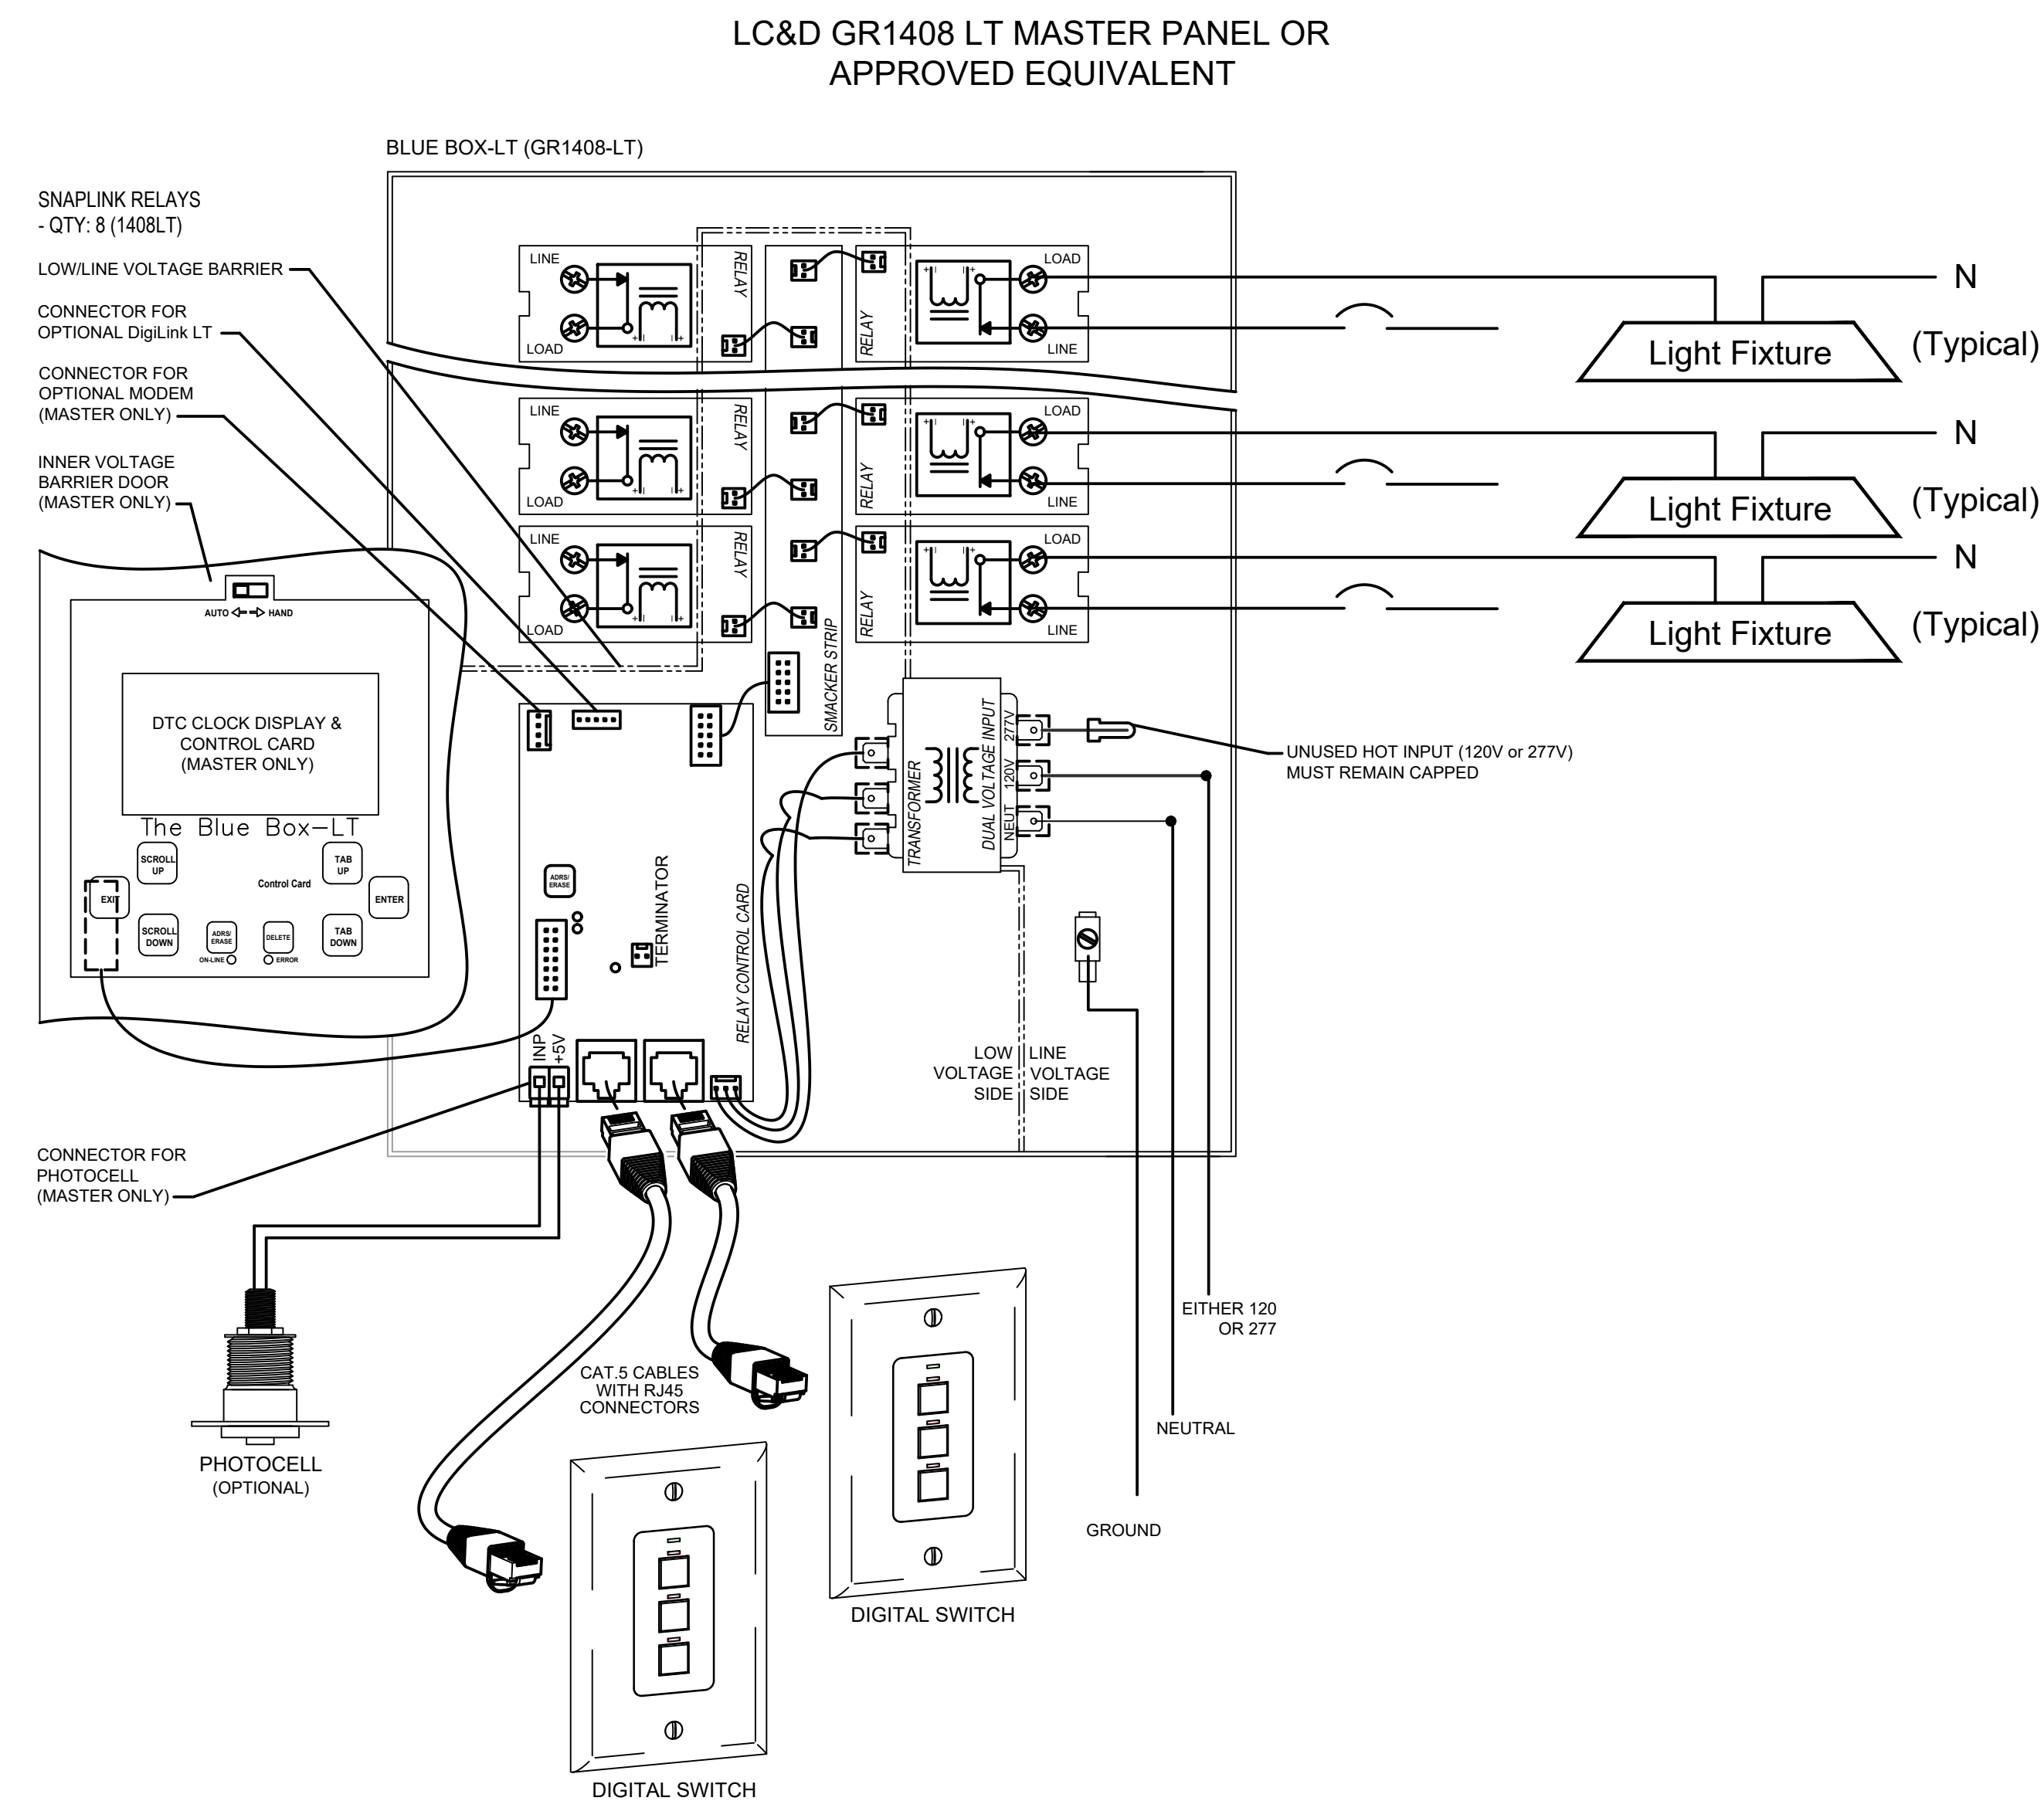 LC&D GR1408 LT MASTER PANEL OR
APPROVED EQUIVALENT
BLUE BOX-LT (GR1408-LT)
SNAPLINK RELAYS
- QTY: 8 (1408LT)
LOW/LINE VOLTAGE BARRIER
CONNECTOR FOR
OPTIONAL DigiLink LT
CONNECTOR FOR
OPTIONAL MODEM
(MASTER ONLY)
INNER VOLTAGE
BARRIER DOOR
(MASTER ONLY)
LINE
LOAD
RELAY
RELAY
LOAD
LINE
N
Light Fixture
(Typical)
LINE
LOAD
RELAY
RELAY
LOAD
LINE
N
Light Fixture
(Typical)
LINE
LOAD
RELAY
RELAY
LOAD
LINE
N
Light Fixture
(Typical)
SMACKER STRIP
AUTO HAND
DTC CLOCK DISPLAY &
CONTROL CARD
(MASTER ONLY)
The Blue Box-LT
SCROLL
UP
TAB
UP
Control Card
EXIT
ENTER
SCROLL
DOWN
ADRS/
ERASE
DELETE
TAB
DOWN
ON-LINE
ERROR
ADRS/
ERASE
TERMINATOR
RELAY CONTROL CARD
INP
+5V
TRANSFORMER
DUAL VOLTAGE INPUT
277V
120V
NEUT
UNUSED HOT INPUT (120V or 277V)
MUST REMAIN CAPPED
LOW
VOLTAGE
SIDE
LINE
VOLTAGE
SIDE
CONNECTOR FOR
PHOTOCELL
(MASTER ONLY)
PHOTOCELL
(OPTIONAL)
CAT.5 CABLES
WITH RJ45
CONNECTORS
EITHER 120
OR 277
NEUTRAL
GROUND
DIGITAL SWITCH
DIGITAL SWITCH